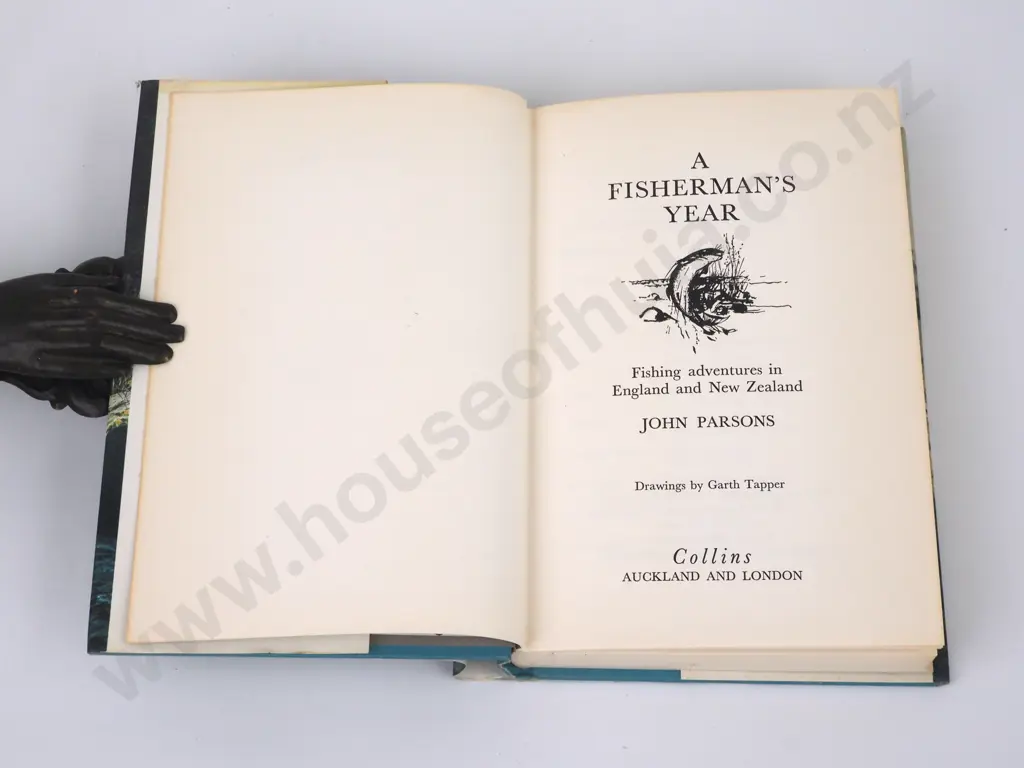 A
FISHERMAN'S
YEAR
Fishing adventures in
England and New Zealand
JOHN PARSONS
Drawings by Garth Tapper
Collins
AUCKLAND AND LONDON
www.houseofhuia.co.nz